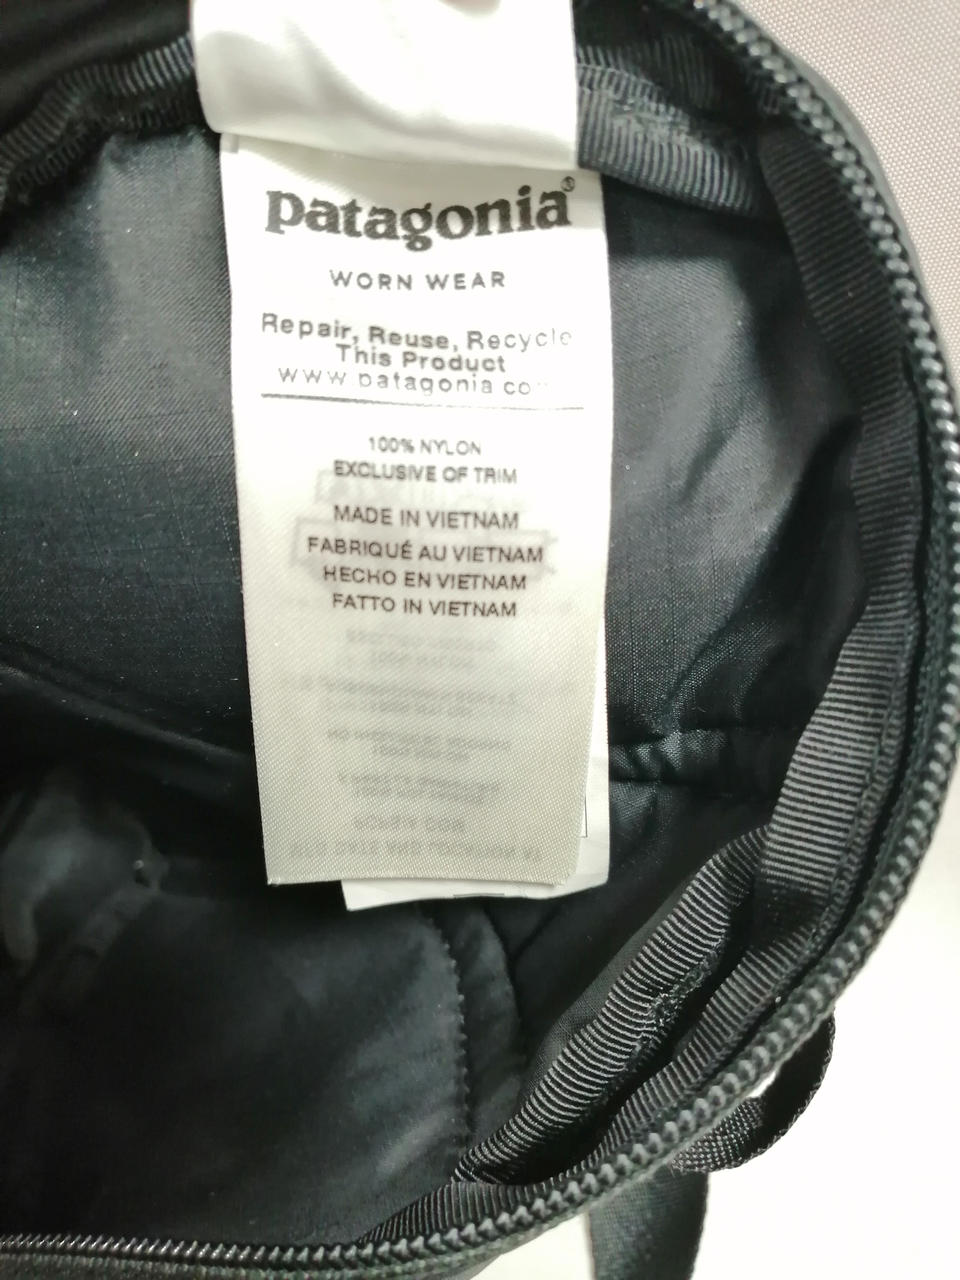 patagonia®
WORN WEAR
Repair, Reuse, Recycle
This Product
www.patagonia.co
100% NYLON
EXCLUSIVE OF TRIM
MADE IN VIETNAM
FABRIQUÉ AU VIETNAM
HECHO EN VIETNAM
FATTO IN VIETNAM